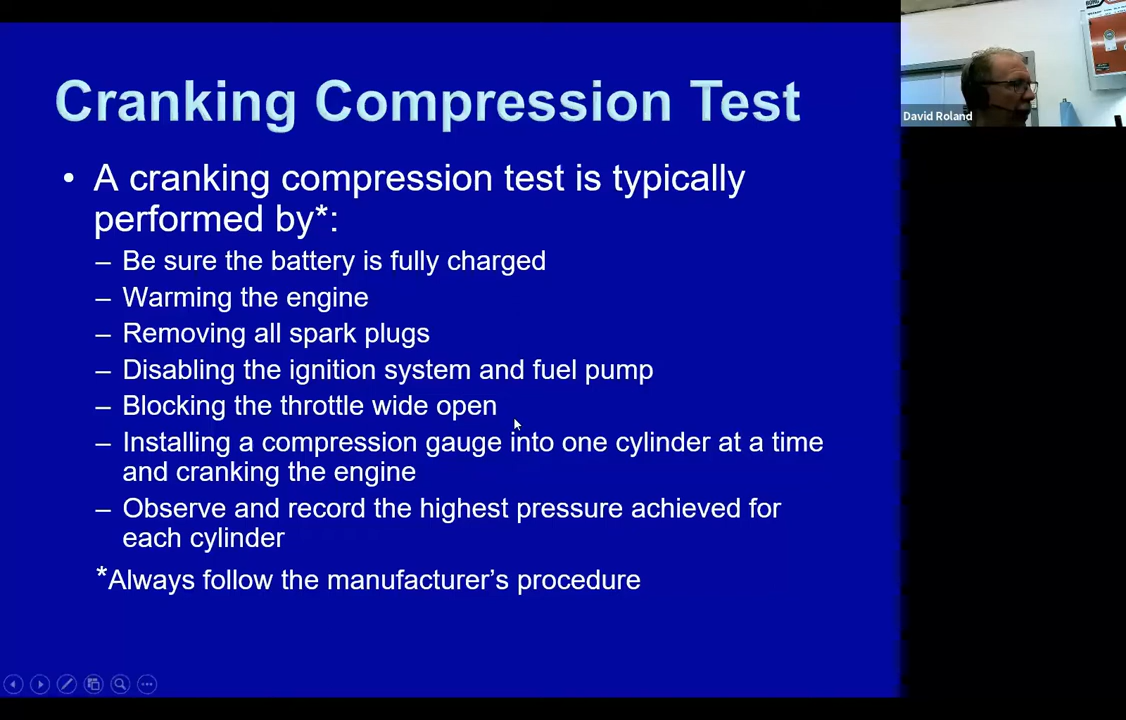 Cranking Compression Test
• A cranking compression test is typically
performed by*:
– Be sure the battery is fully charged
– Warming the engine
– Removing all spark plugs
– Disabling the ignition system and fuel pump
– Blocking the throttle wide open
– Installing a compression gauge into one cylinder at a time
and cranking the engine
– Observe and record the highest pressure achieved for
each cylinder
*Always follow the manufacturer’s procedure
David Roland